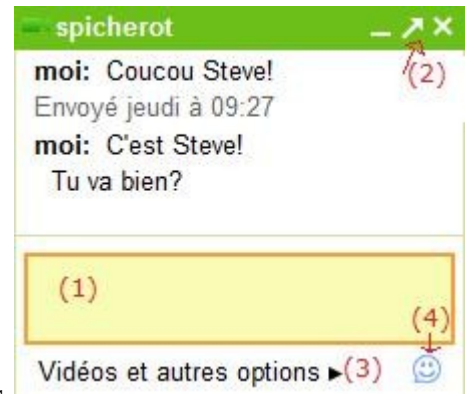 spicherot
moi: Coucou Steve!
(2)
Envoyé jeudi à 09:27
moi: C'est Steve!
Tu va bien?
(1)
(4)
Vidéos et autres options ►(3)